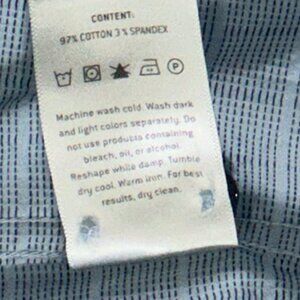 CONTENT:
97% COTTON 3% SPANDEX
P
Machine wash cold. Wash dark
and light colors separately. Do
not use products containing
bleach, oil, or alcohol.
Reshape while damp. Tumble
dry cool. Warm iron. For best
results, dry clean.